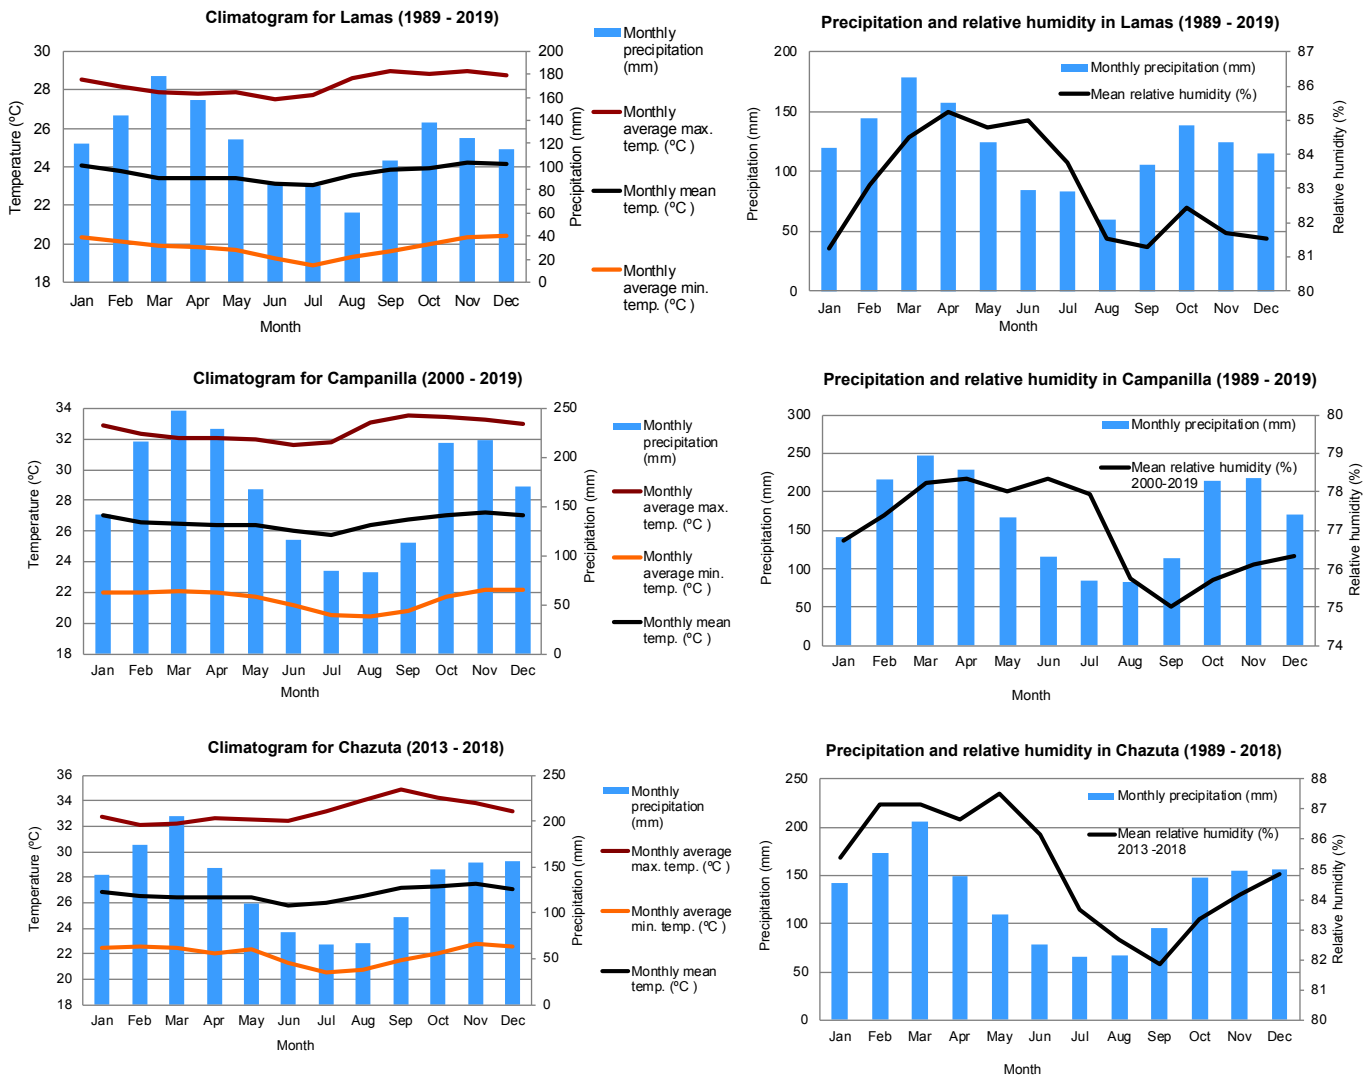 Climatogram for Lamas (1989 - 2019)
Temperature (ºC)
30
28
26
24
22
20
18
200
180
160
140
120
100
80
60
40
20
0
Precipitation (mm)
Jan Feb Mar Apr May Jun Jul Aug Sep Oct Nov Dec
Month
Monthly
precipitation
(mm)
Monthly
average max.
temp. (ºC )
Monthly mean
temp. (ºC )
Monthly
average min.
temp. (ºC )
Precipitation and relative humidity in Lamas (1989 - 2019)
Precipitation (mm)
200
150
100
50
0
87
86
85
84
83
82
81
80
Relative humidity (%)
Monthly precipitation (mm)
Mean relative humidity (%)
Jan Feb Mar Apr May Jun Jul Aug Sep Oct Nov Dec
Month
Climatogram for Campanilla (2000 - 2019)
Temperature (ºC)
34
32
30
28
26
24
22
20
18
250
200
150
100
50
0
Precipitation (mm)
Jan Feb Mar Apr May Jun Jul Aug Sep Oct Nov Dec
Month
Monthly
precipitation
(mm)
Monthly
average max.
temp. (ºC )
Monthly
average min.
temp. (ºC )
Monthly mean
temp. (ºC )
Precipitation and relative humidity in Campanilla (1989 - 2019)
Precipitation (mm)
300
250
200
150
100
50
0
80
79
78
77
76
75
74
Relative humidity (%)
Monthly precipitation (mm)
Mean relative humidity (%)
2000-2019
Jan Feb Mar Apr May Jun Jul Aug Sep Oct Nov Dec
Month
Climatogram for Chazuta (2013 - 2018)
Temperature (ºC)
36
34
32
30
28
26
24
22
20
18
250
200
150
100
50
0
Precipitation (mm)
Jan Feb Mar Apr May Jun Jul Aug Sep Oct Nov Dec
Month
Monthly
precipitation
(mm)
Monthly average
max. temp. (ºC )
Monthly average
min. temp. (ºC )
Monthly mean
temp. (ºC )
Precipitation and relative humidity in Chazuta (1989 - 2018)
Precipitation (mm)
250
200
150
100
50
0
88
87
86
85
84
83
82
81
80
Relative humidity (%)
Monthly precipitation (mm)
Mean relative humidity (%)
2013 -2018
Jan Feb Mar Apr May Jun Jul Aug Sep Oct Nov Dec
Month